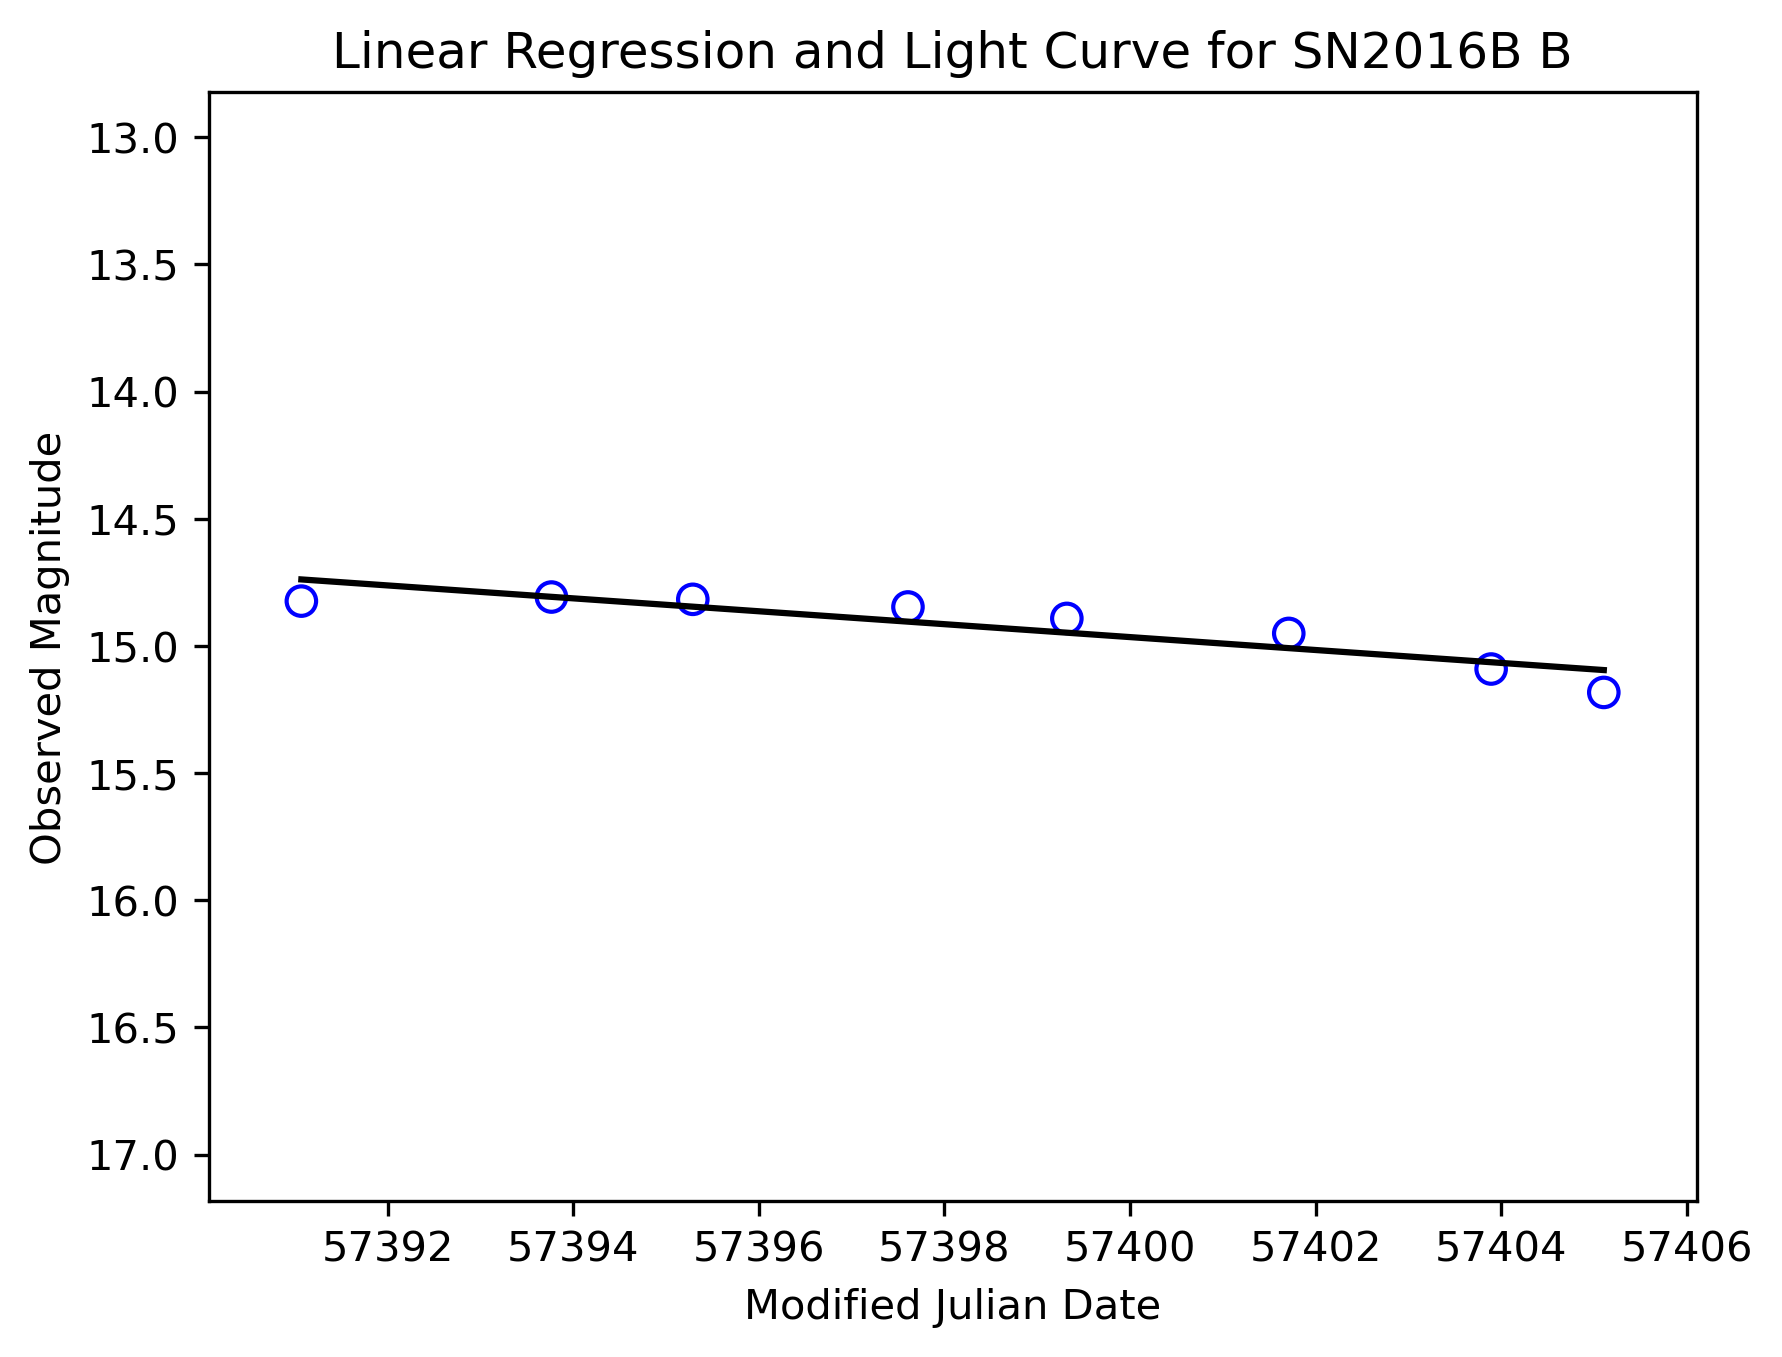 Linear Regression and Light Curve for SN2016B B
13.0
13.5
14.0
14.5
15.0
15.5
16.0
16.5
17.0
Observed Magnitude
57392 57394 57396 57398 57400 57402 57404 57406
Modified Julian Date